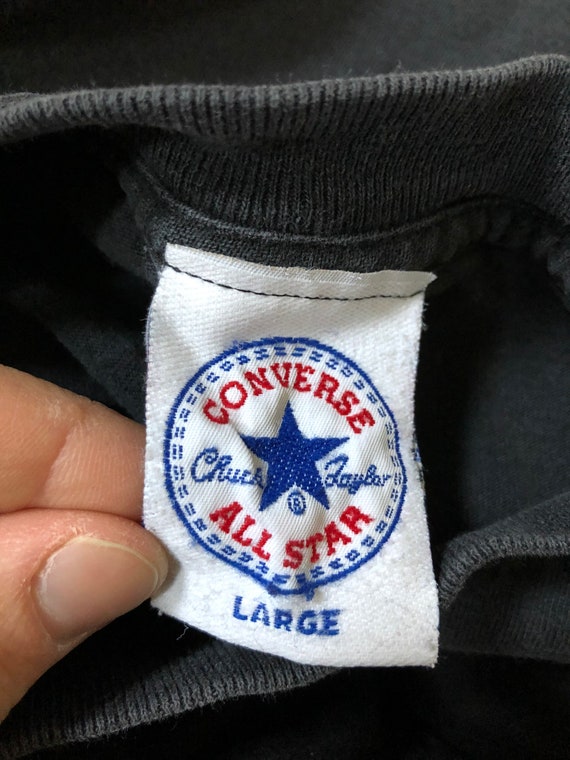 CONVERSE
Chuck Taylor
®
ALL STAR
LARGE